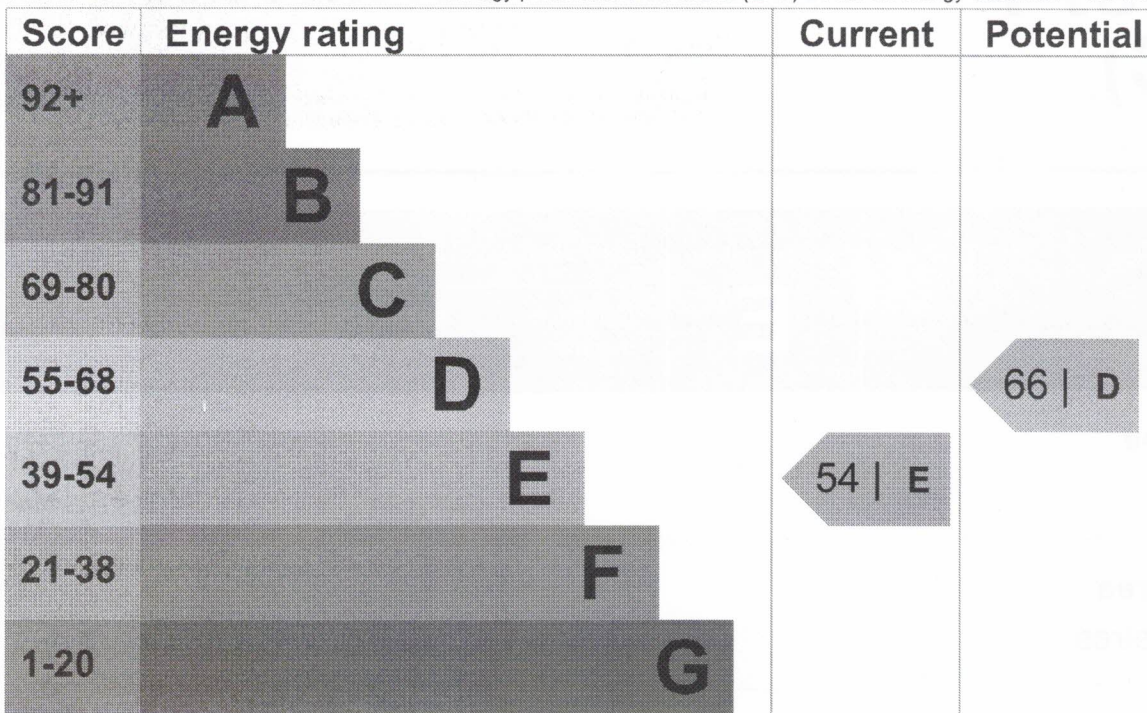 Score Energy rating Current Potential
92+ A
81-91 B
69-80 C
55-68 D 66 | D
39-54 E 54 | E
21-38 F
1-20 G